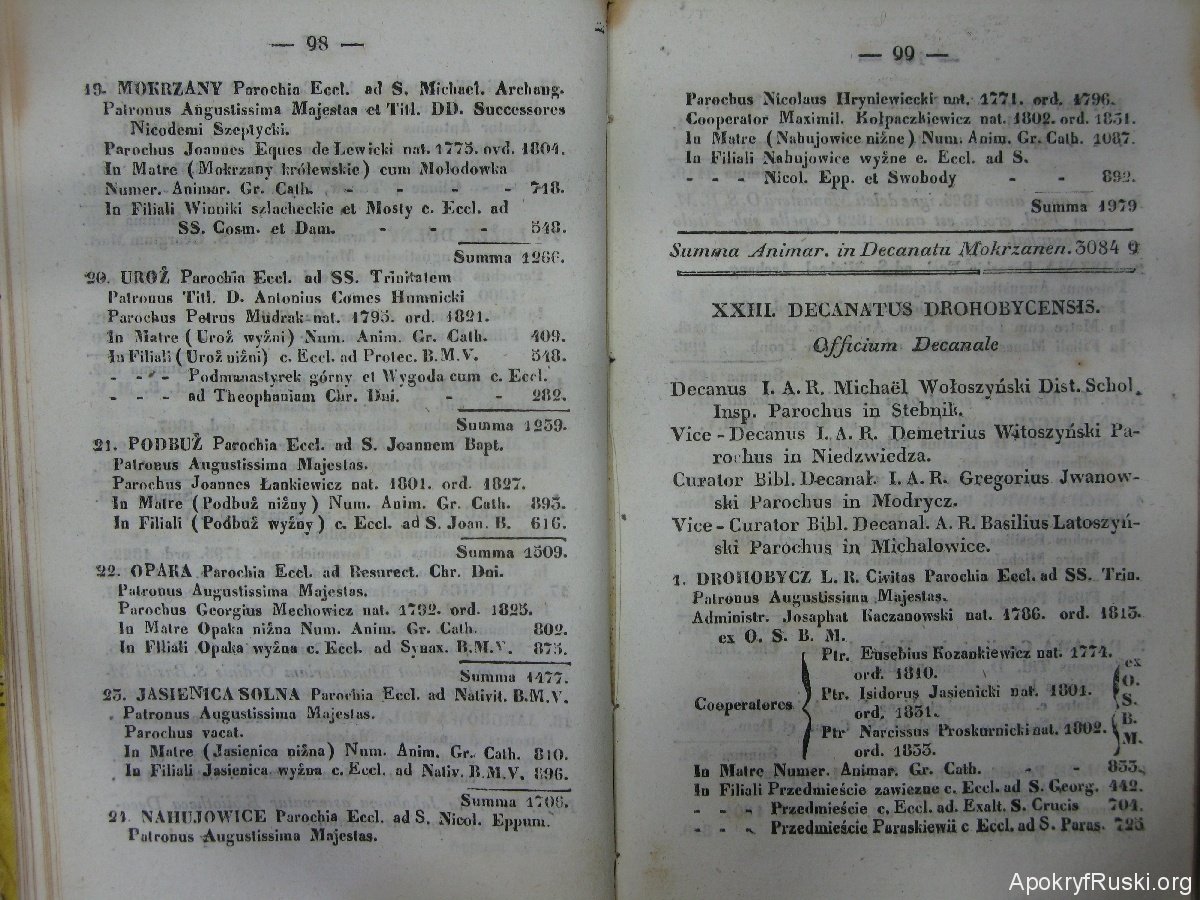 — 98 —
19. MOKRZANY Parochia Eccl. ad S. Michael. Archang.
Patronus Augustissima Majestas et Titl. DD. Successores
Nicodemi Szeptycki.
Parochus Joannes Eques de Lewicki nat. 1775. ord. 1804.
In Matre (Mokrzany królewskie) cum Mołodowka
Numer. Animar. Gr. Cath. - - - - 718.
In Filiali Winniki szlacheckie et Mosty c. Eccl. ad
SS. Cosm. et Dam. - - - 548.
Summa 1266.
20. UROŻ Parochia Eccl. ad SS. Trinitatem
Patronus Titl. D. Antonius Comes Humnicki
Parochus Petrus Mudrak nat. 1795. ord. 1821.
In Matre (Uroż wyżni) Num. Anim. Gr. Cath. 409.
In Filiali (Uroż niżni) c. Eccl. ad Protec. B.M.V. 548.
- - - Podmanastyrek górny et Wygoda cum c. Eccl.
- - - ad Theophaniam Chr. Dni. - - 282.
Summa 1239.
21. PODBUŻ Parochia Eccl. ad S. Joannem Bapt.
Patronus Augustissima Majestas.
Parochus Joannes Łankiewicz nat. 1801. ord. 1827.
In Matre (Podbuż niżny) Num. Anim. Gr. Cath. 893.
In Filiali (Podbuż wyżny) c. Eccl. ad S. Joan. B. 616.
Summa 1509.
22. OPAKA Parochia Eccl. ad Resurect. Chr. Dni.
Patronus Augustissima Majestas.
Parochus Georgius Mechowicz nat. 1792. ord. 1825.
In Matre Opaka niżna Num. Anim. Gr. Cath. 802.
In Filiali Opaka wyżna c. Eccl. ad Synax. B.M.V. 875.
Summa 1477.
23. JASIENICA SOLNA Parochia Eccl. ad Nativit. B.M.V.
Patronus Augustissima Majestas.
Parochus vacat.
In Matre (Jasienica niżna) Num. Anim. Gr. Cath. 810.
In Filiali Jasienica wyżna c. Eccl. ad Nativ. B.M.V. 896.
Summa 1706.
24. NAHUJOWICE Parochia Eccl. ad S. Nicol. Eppum.
Patronus Augustissima Majestas.
— 99 —
Parochus Nicolaus Hryniewiecki nat. 1771. ord. 1796.
Cooperator Maximil. Kołpaczkiewicz nat. 1802. ord. 1831.
In Matre (Nahujowice niżne) Num. Anim. Gr. Cath. 1087.
In Filiali Nahujowice wyżne e. Eccl. ad S.
- - - Nicol. Epp. et Swobody - - 892.
Summa 1979
Summa Animar. in Decanatu Mokrzanen. 3084 9
XXIII. DECANATUS DROHOBYCENSIS.
Officium Decanale
Decanus I. A. R. Michaël Wołoszyński Dist. Schol.
Insp. Parochus in Stebnik.
Vice-Decanus I. A. R. Demetrius Witoszyński Pa-
rochus in Niedzwiedza.
Curator Bibl. Decanal. I. A. R. Gregorius Jwanow-
ski Parochus in Modrycz.
Vice-Curator Bibl. Decanal. A. R. Basilius Latoszyń-
ski Parochus in Michalowice.
1. DROHOBYCZ L. R. Civitas Parochia Eccl. ad SS. Trin.
Patronus Augustissima Majestas.
Administr. Josaphat Kaczanowski nat. 1786. ord. 1813.
ex O. S. B. M.
Ptr. Eusebius Kozankiewicz nat. 1774.
ord. 1810.
Ptr. Isidorus Jasienicki nat. 1801.
Cooperatores
ord. 1831.
Ptr Narcissus Proskurnicki nat. 1802.
ord. 1833.
ex
O.
S.
B.
M.
In Matre Numer. Animar. Gr. Cath. - - 833.
In Filiali Przedmieście zawiezne c. Eccl. ad S. Georg. 442.
- - - Przedmieście c. Eccl. ad. Exalt. S. Crucis 704.
- - - Przedmieście Paraskiewii c Eccl. ad S. Paras. 725
ApokryfRuski.org